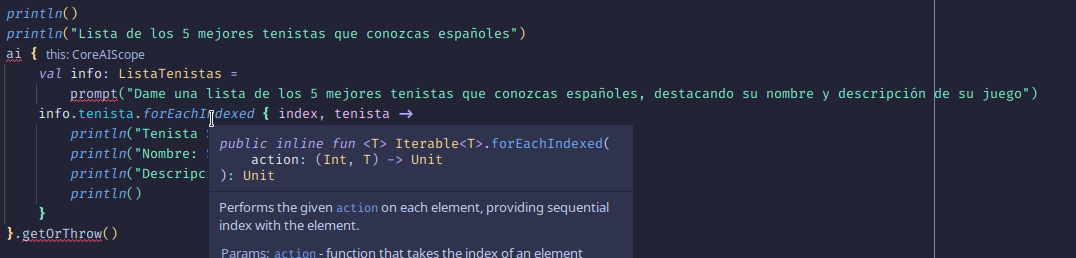 println()
println("Lista de los 5 mejores tenistas que conozcas españoles")
ai { this: CoreAIScope
val info: ListaTenistas =
prompt("Dame una lista de los 5 mejores tenistas que conozcas españoles, destacando su nombre y descripción de su juego")
info.tenista.forEachIndexed { index, tenista ->
println("Tenista
println("Nombre:
println("Descripc
println()
}
}.getOrThrow()
public inline fun <T> Iterable<T>.forEachIndexed(
action: (Int, T) -> Unit
): Unit
Performs the given action on each element, providing sequential
index with the element.
Params: action - function that takes the index of an element